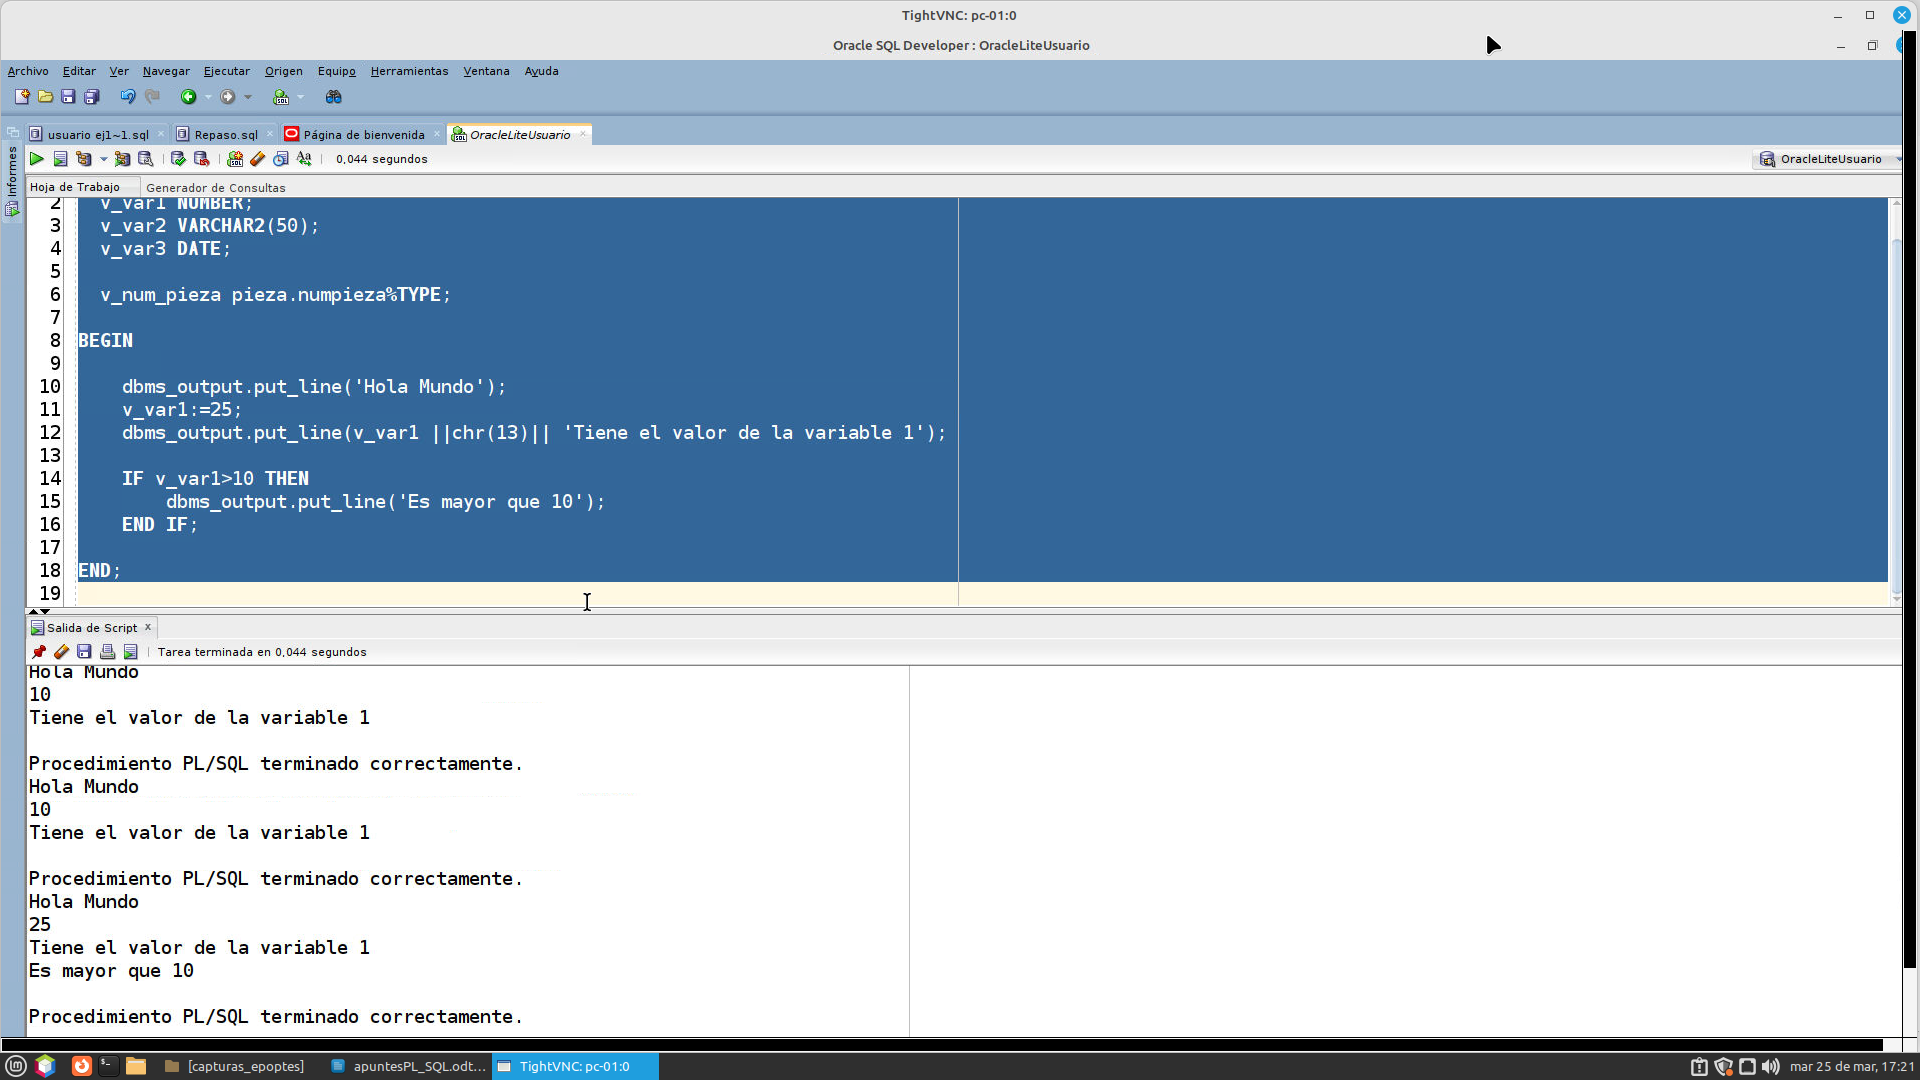 TightVNC: pc-01:0
Oracle SQL Developer : OracleLiteUsuario
Archivo Editar Ver Navegar Ejecutar Origen Equipo Herramientas Ventana Ayuda
usuario ej1~1.sql Repaso.sql Página de bienvenida OracleLiteUsuario
0,044 segundos OracleLiteUsuario
Informes
Hoja de Trabajo Generador de Consultas
2 v_var1 NUMBER;
3 v_var2 VARCHAR2(50);
4 v_var3 DATE;
5
6 v_num_pieza pieza.numpieza%TYPE;
7
8 BEGIN
9
10 dbms_output.put_line('Hola Mundo');
11 v_var1:=25;
12 dbms_output.put_line(v_var1 ||chr(13)|| 'Tiene el valor de la variable 1');
13
14 IF v_var1>10 THEN
15 dbms_output.put_line('Es mayor que 10');
16 END IF;
17
18 END;
19
Salida de Script
Tarea terminada en 0,044 segundos
Hola Mundo
10
Tiene el valor de la variable 1
Procedimiento PL/SQL terminado correctamente.
Hola Mundo
10
Tiene el valor de la variable 1
Procedimiento PL/SQL terminado correctamente.
Hola Mundo
25
Tiene el valor de la variable 1
Es mayor que 10
Procedimiento PL/SQL terminado correctamente.
[capturas_epoptes] apuntesPL_SQL.odt... TightVNC: pc-01:0 mar 25 de mar, 17:21